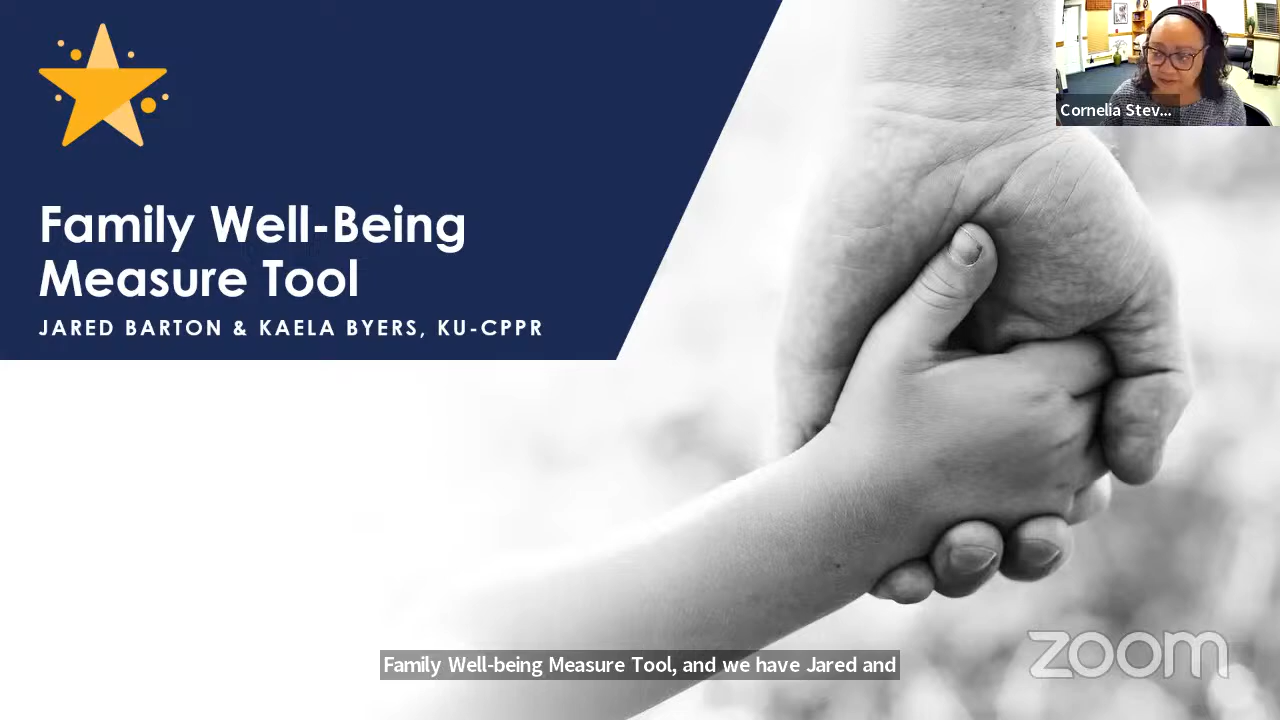 Family Well-Being
Measure Tool
JARED BARTON & KAELA BYERS, KU-CPPR
Cornelia Stev...
Family Well-being Measure Tool, and we have Jared and
zoom